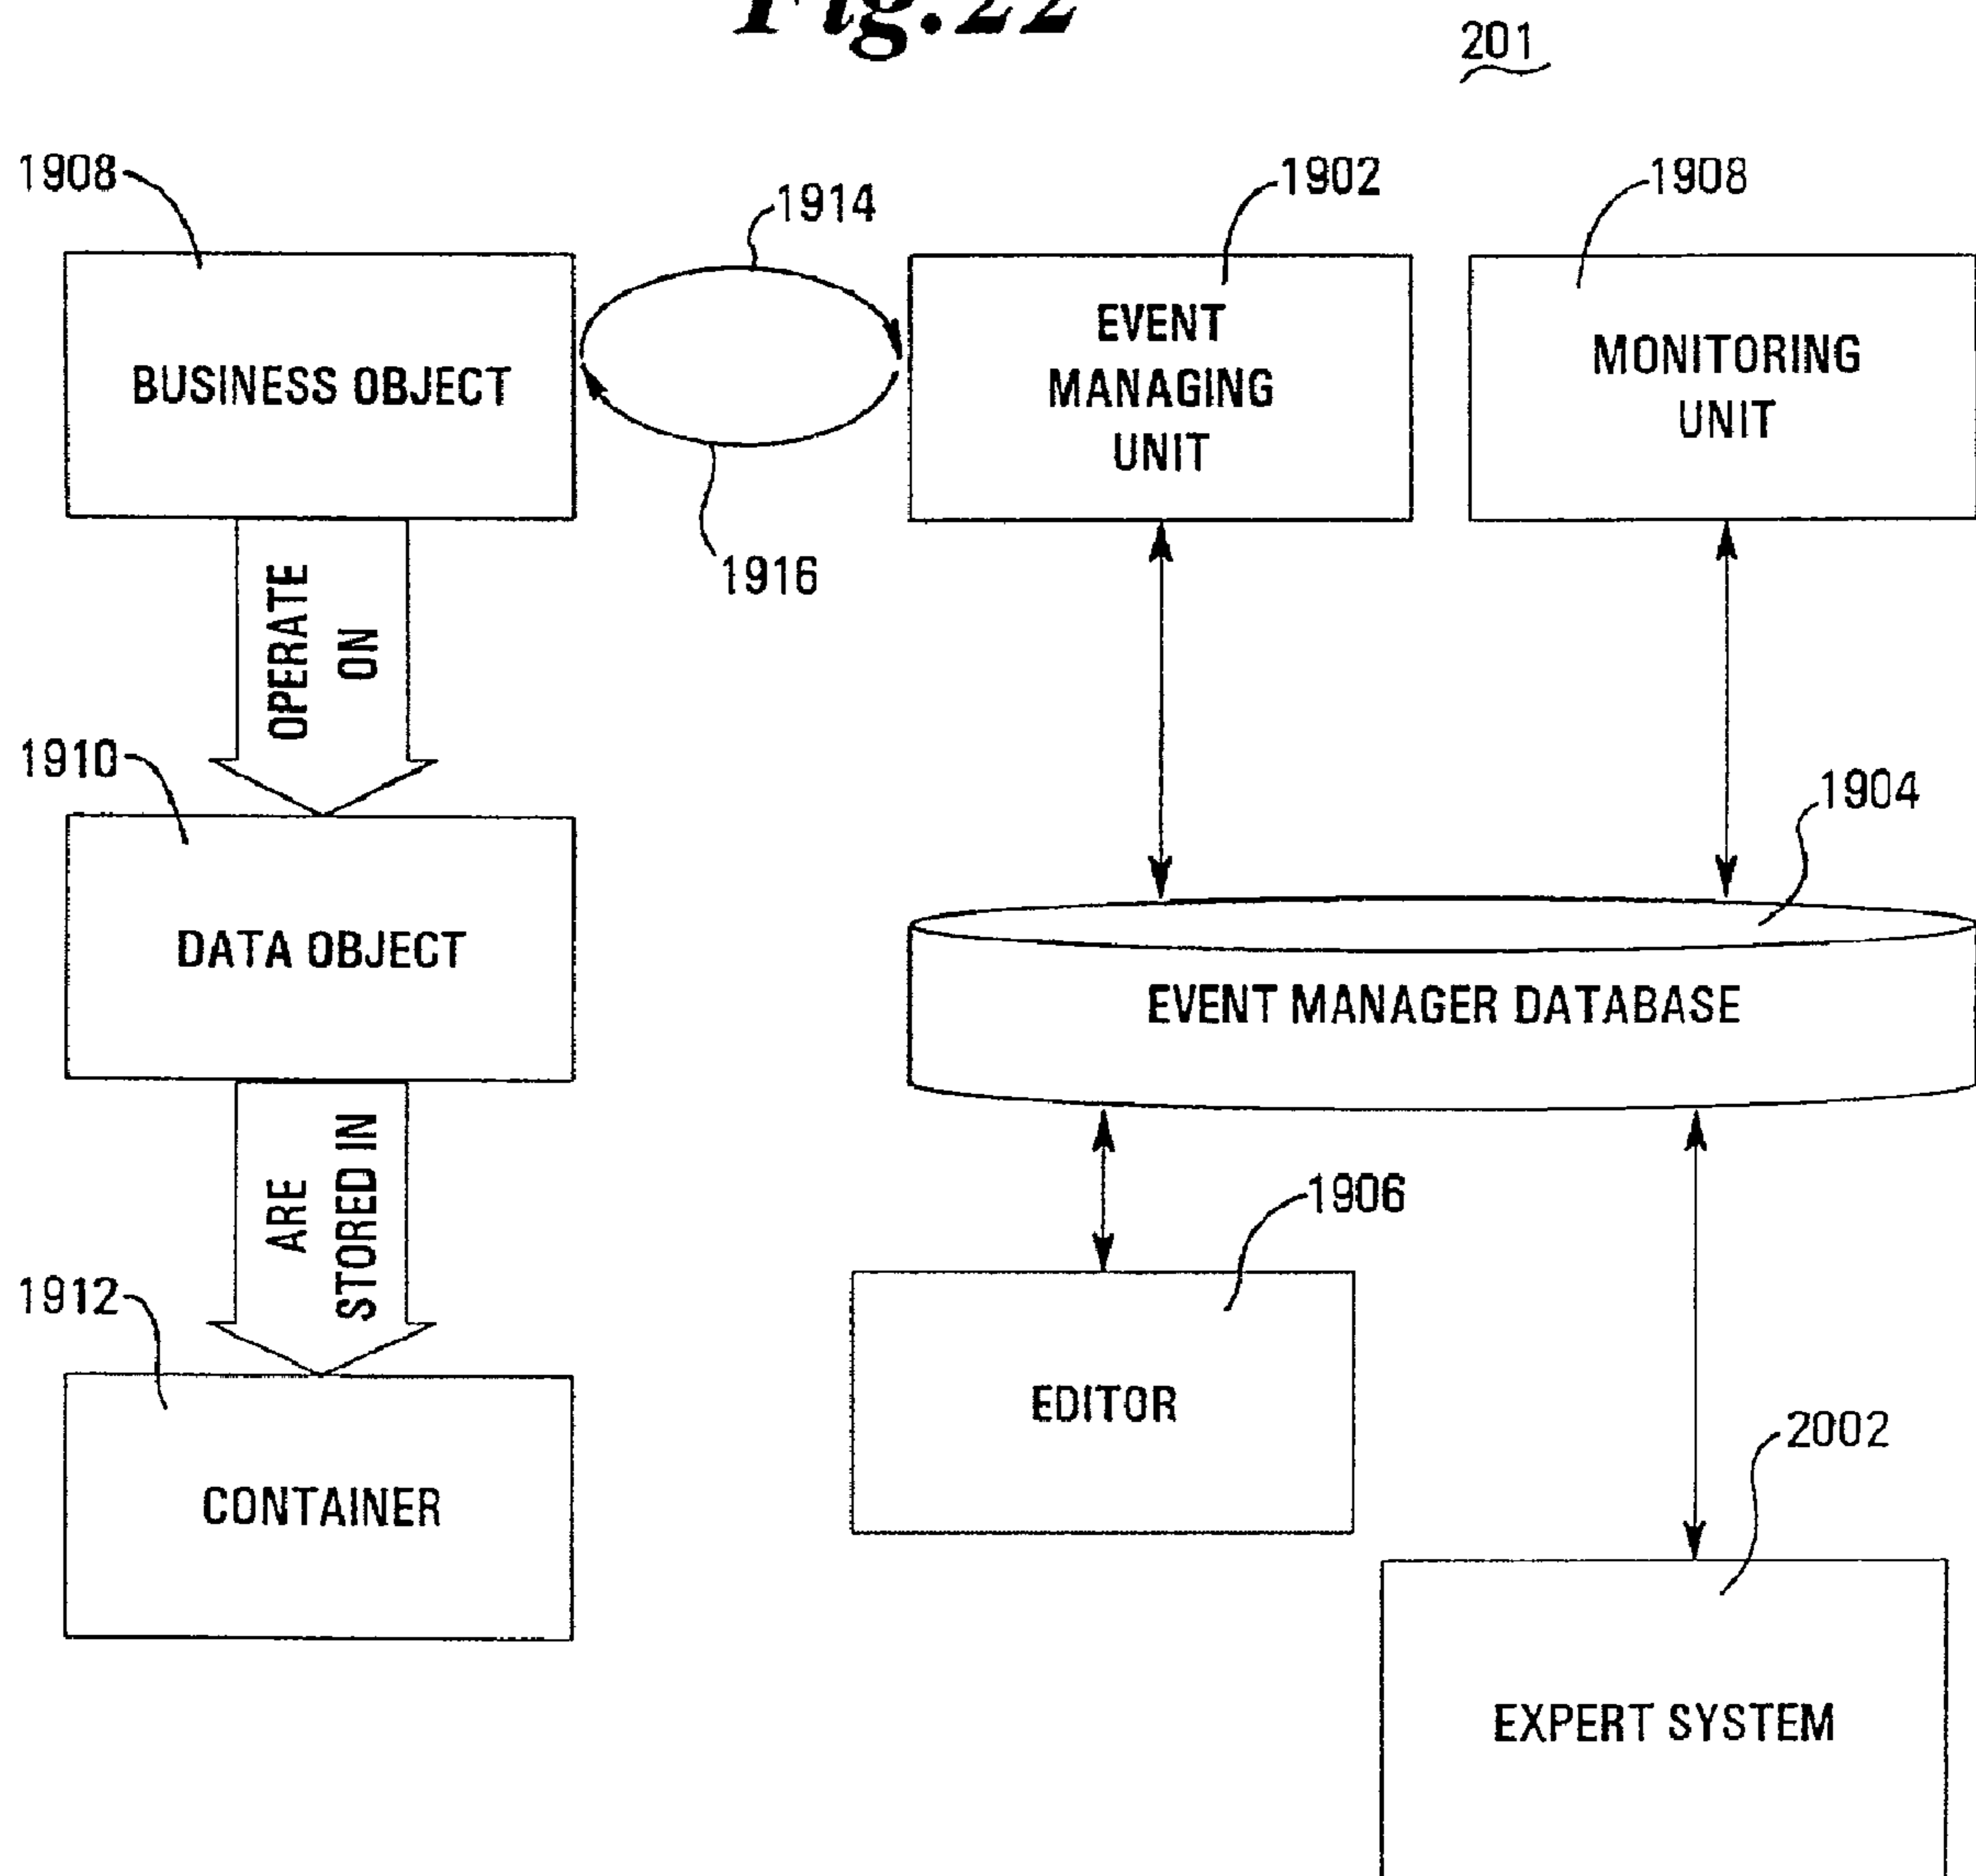 Fig.22
201
1908
1914
1902
1908
BUSINESS OBJECT
EVENT
MANAGING
UNIT
MONITORING
UNIT
1916
OPERATE
ON
1910
1904
DATA OBJECT
EVENT MANAGER DATABASE
ARE
STORED IN
1906
1912
EDITOR
2002
CONTAINER
EXPERT SYSTEM